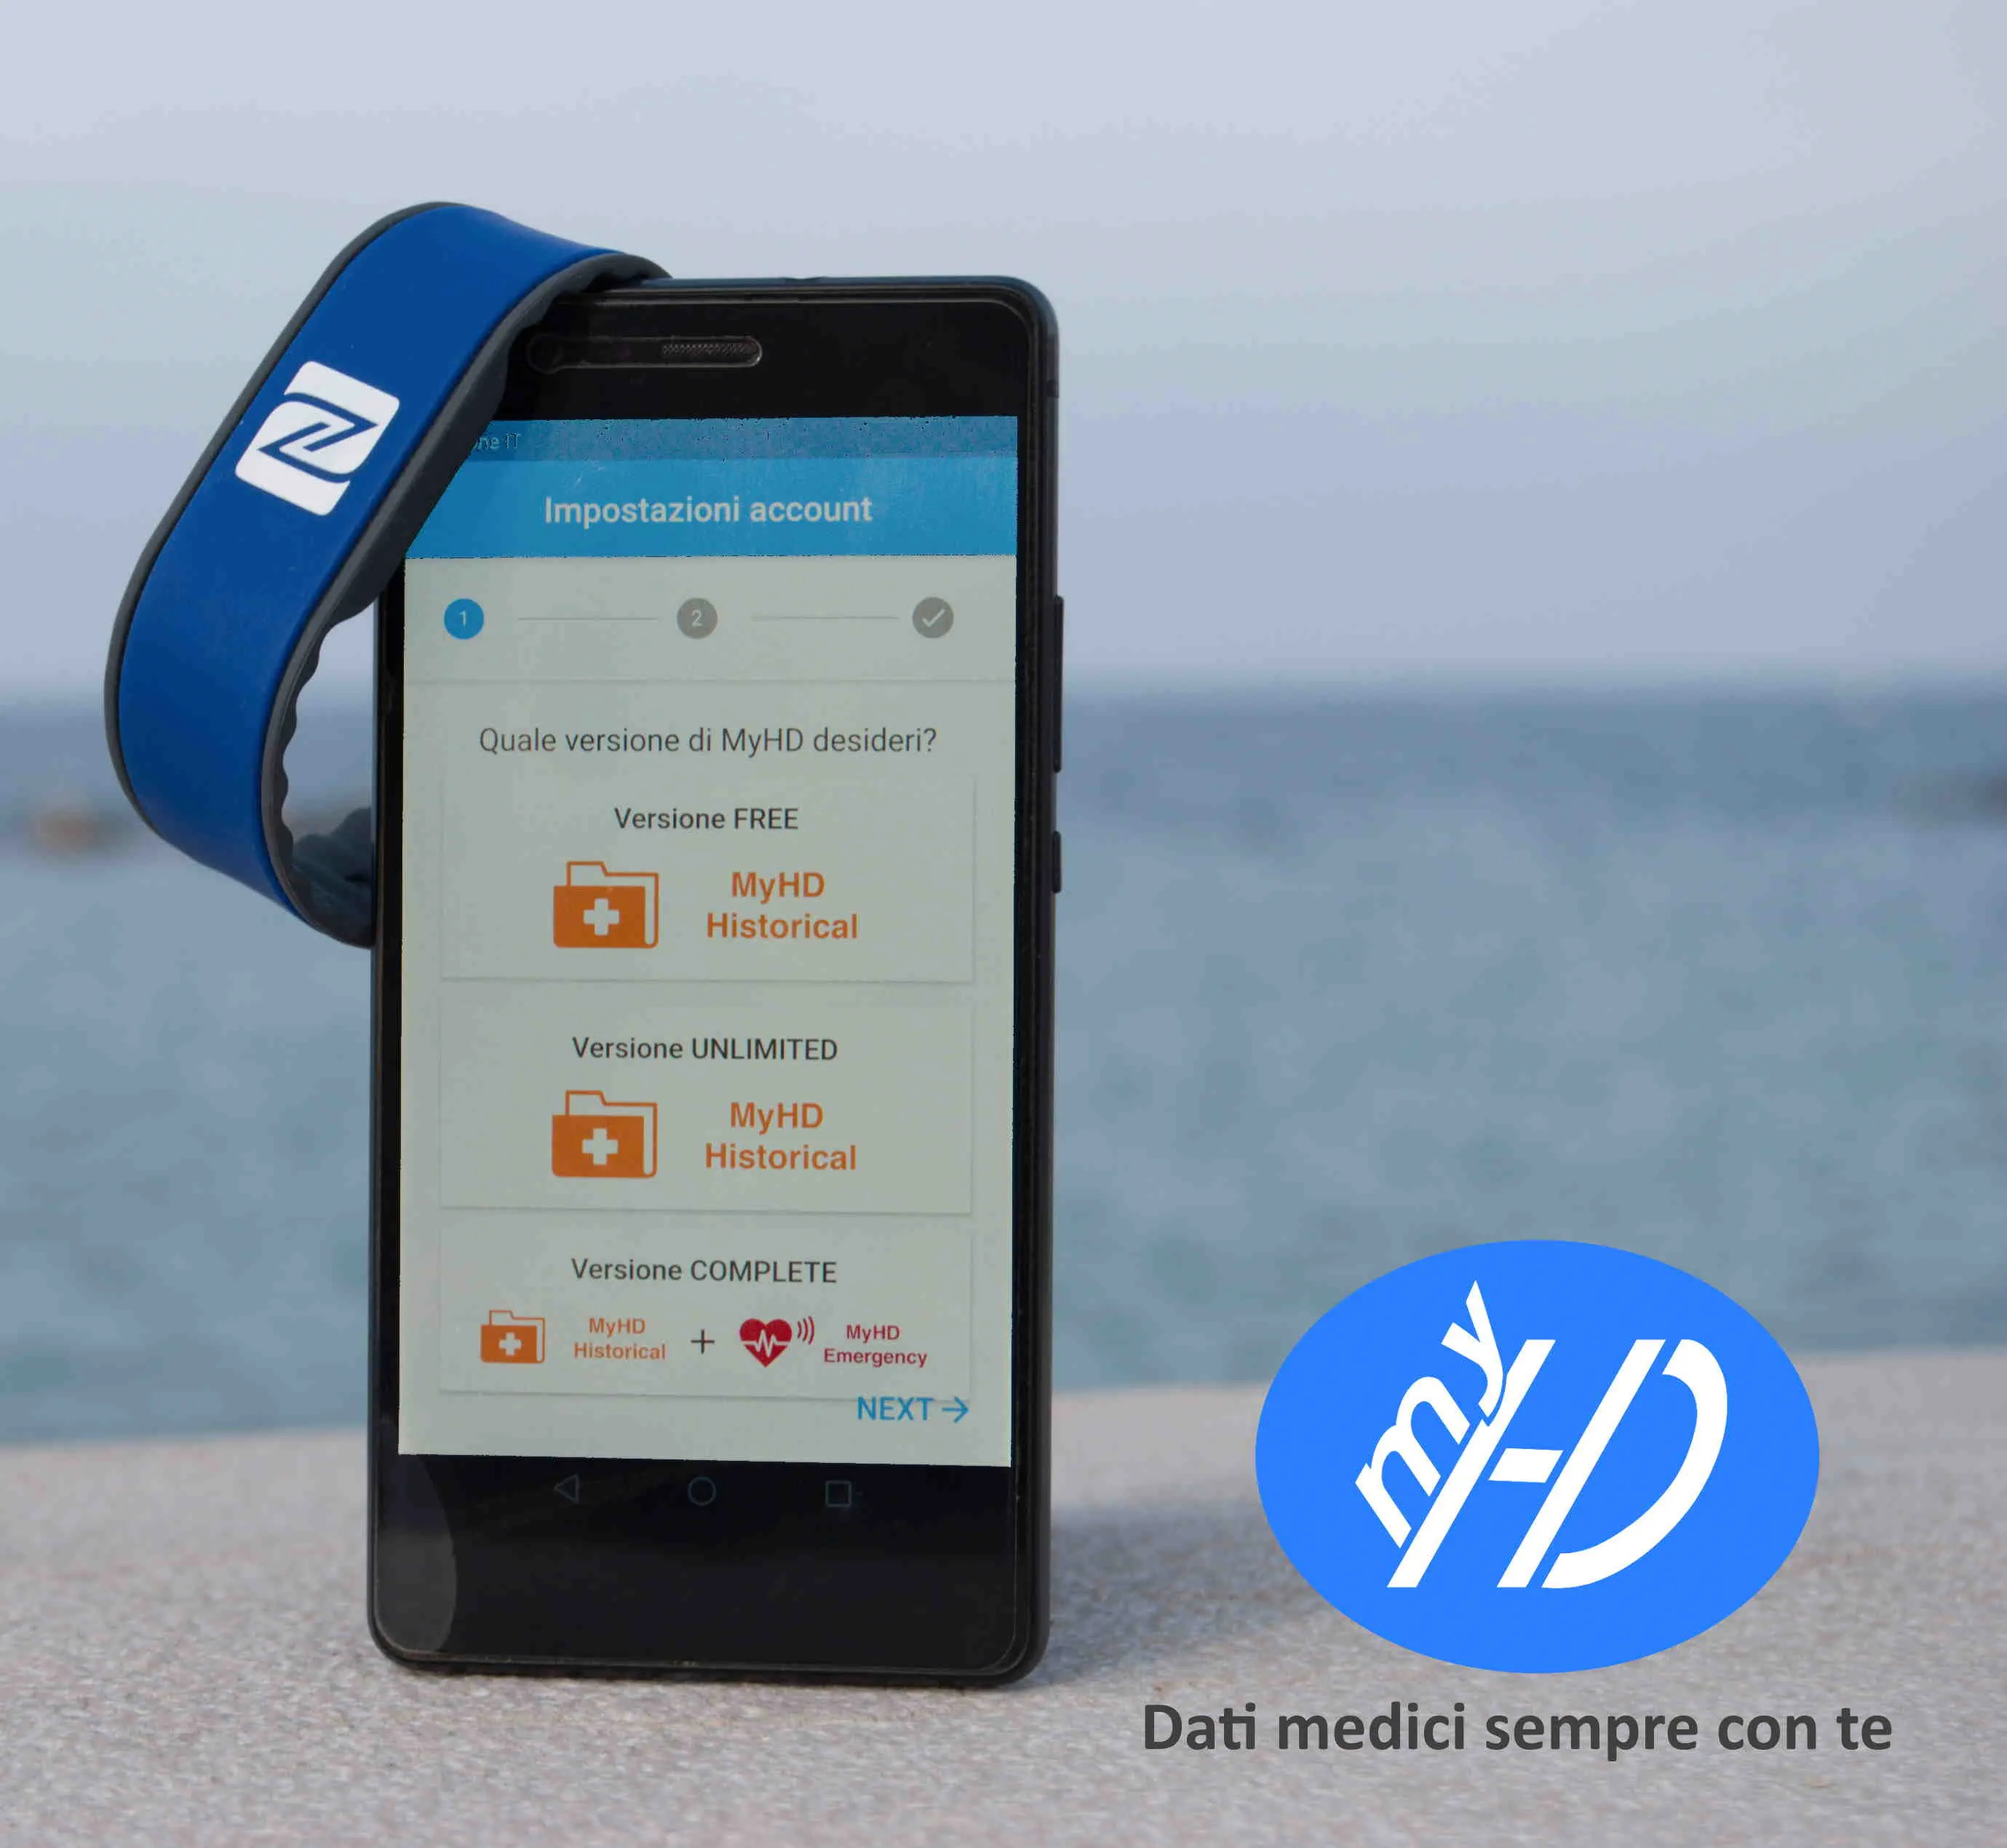 Impostazioni account
1
2
Quale versione di MyHD desideri?
Versione FREE
MyHD
Historical
Versione UNLIMITED
MyHD
Historical
Versione COMPLETE
MyHD
Historical
+
MyHD
Emergency
NEXT →
my
HD
Dati medici sempre con te